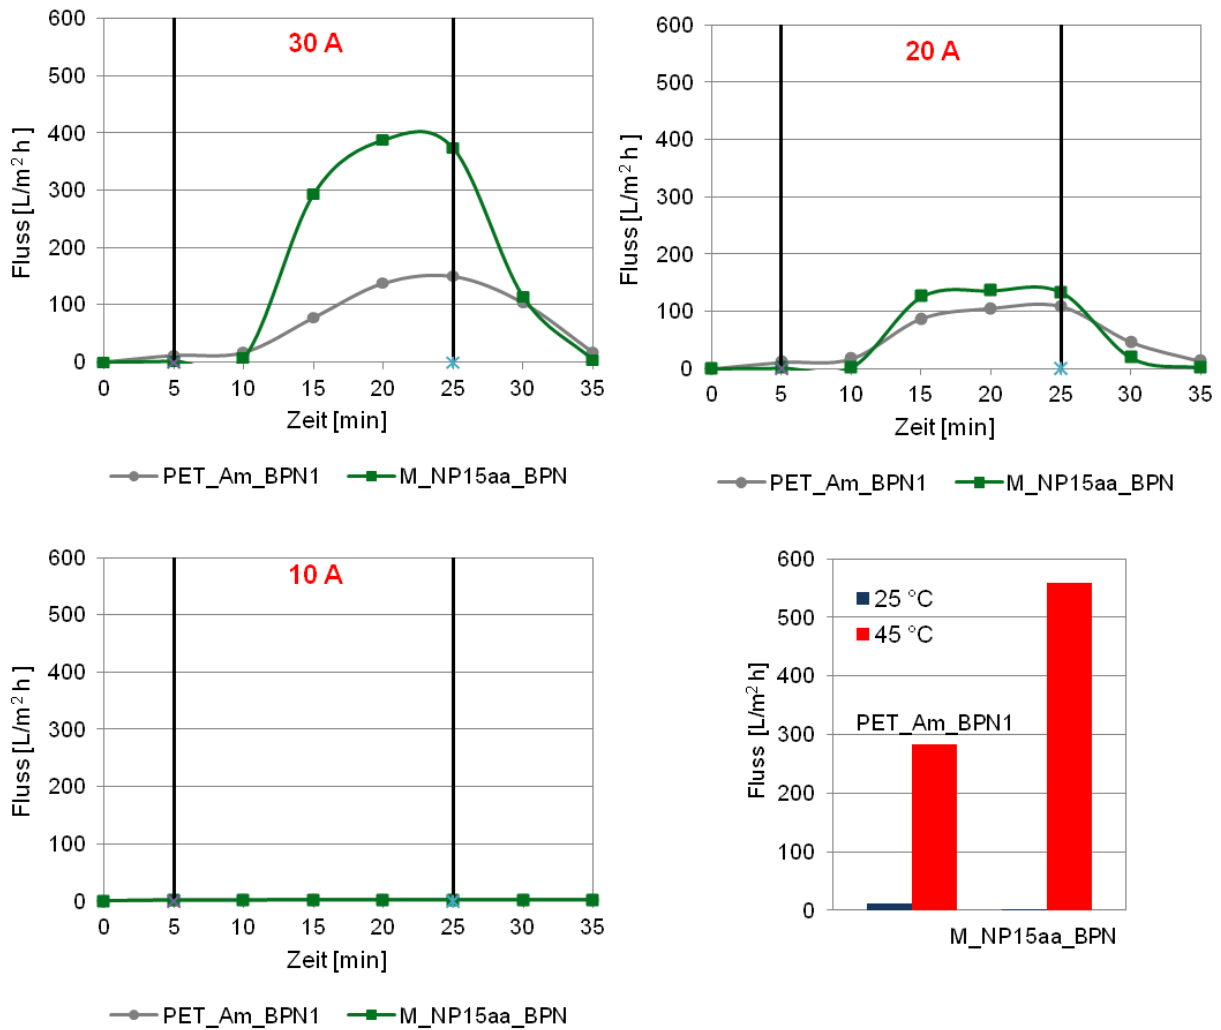 30 A
Fluss [L/m² h]
600
500
400
300
200
100
0
0 5 10 15 20 25 30 35
Zeit [min]
PET_Am_BPN1 M_NP15aa_BPN
20 A
Fluss [L/m² h]
600
500
400
300
200
100
0
0 5 10 15 20 25 30 35
Zeit [min]
PET_Am_BPN1 M_NP15aa_BPN
10 A
Fluss [L/m² h]
600
500
400
300
200
100
0
0 5 10 15 20 25 30 35
Zeit [min]
PET_Am_BPN1 M_NP15aa_BPN
Fluss [L/m² h]
600
500
400
300
200
100
0
25 °C
45 °C
PET_Am_BPN1
M_NP15aa_BPN